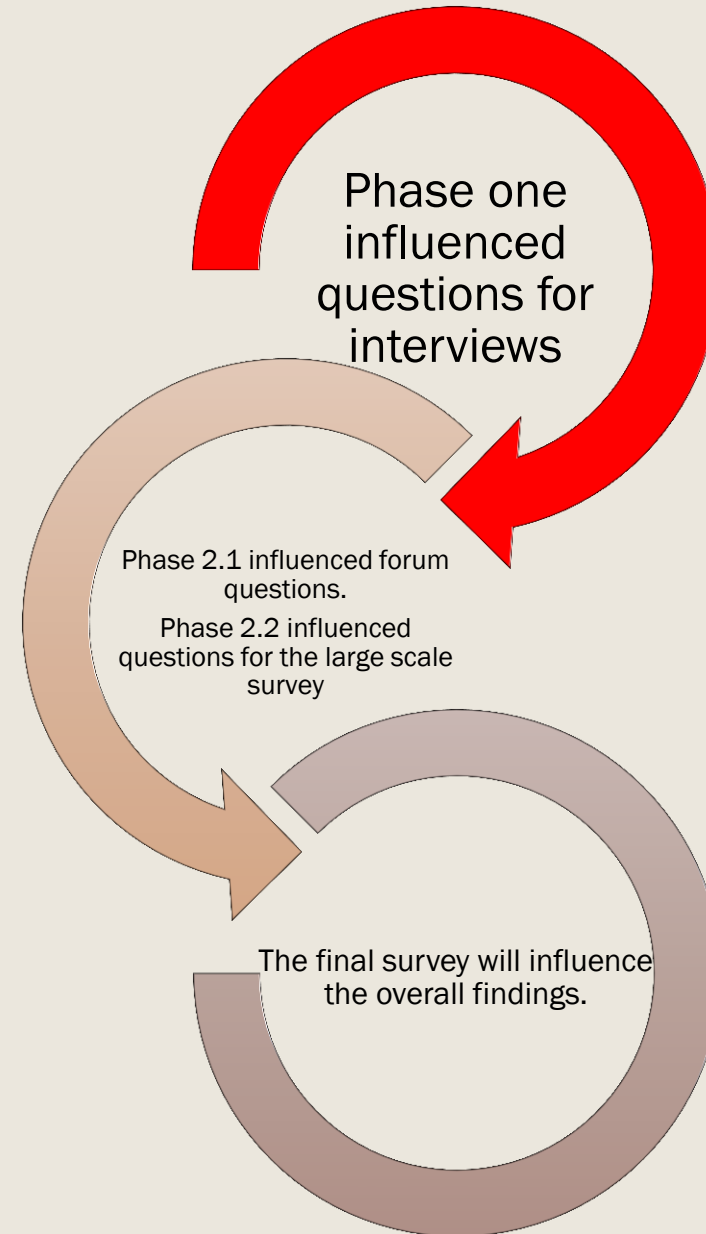 Phase one
influenced
questions for
interviews
Phase 2.1 influenced forum
questions.
Phase 2.2 influenced
questions for the large scale
survey
The final survey will influence
the overall findings.